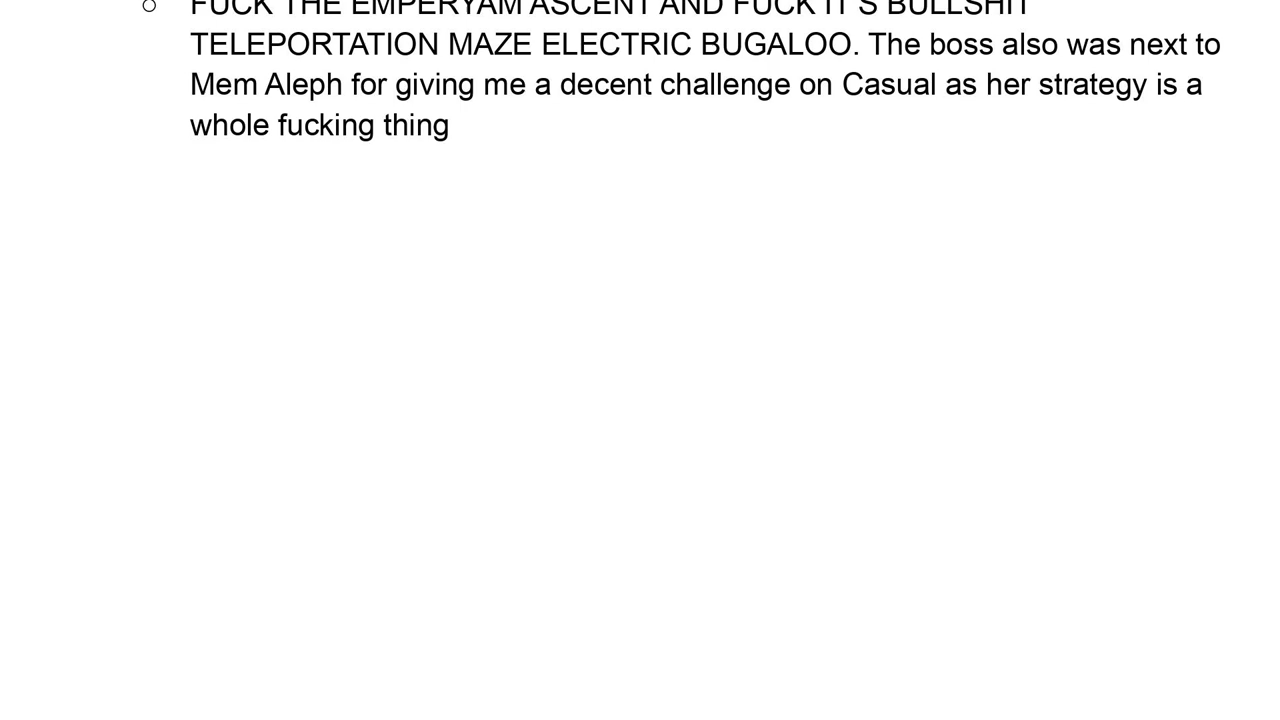 ○ FUCK THE EMPERYAM ASCENT AND FUCK IT'S BULLSHIT
TELEPORTATION MAZE ELECTRIC BUGALOO. The boss also was next to
Mem Aleph for giving me a decent challenge on Casual as her strategy is a
whole fucking thing